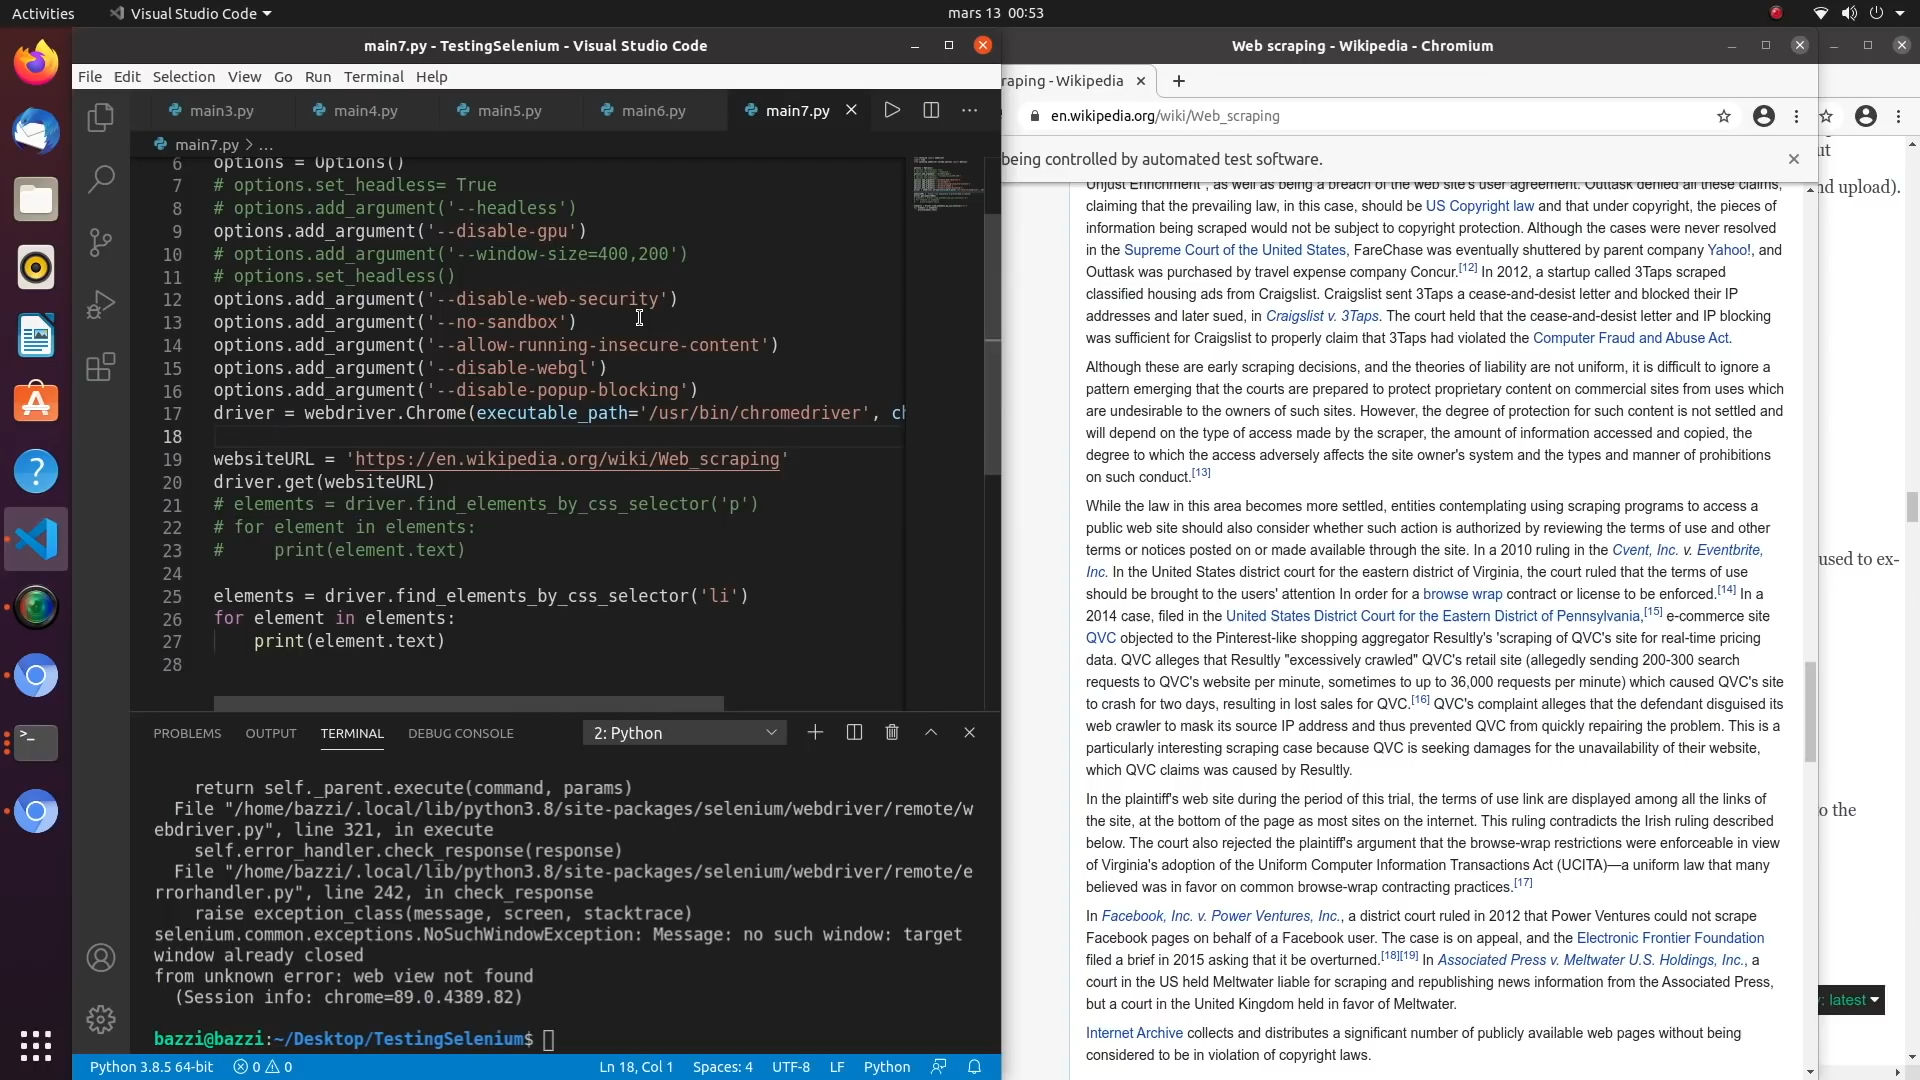 Activities
Visual Studio Code
mars 13 00:53
main7.py - TestingSelenium - Visual Studio Code
File Edit Selection View Go Run Terminal Help
main3.py
main4.py
main5.py
main6.py
main7.py
main7.py > ...
6 options = Options()
7 # options.set_headless= True
8 # options.add_argument('--headless')
9 options.add_argument('--disable-gpu')
10 # options.add_argument('--window-size=400,200')
11 # options.set_headless()
12 options.add_argument('--disable-web-security')
13 options.add_argument('--no-sandbox')
14 options.add_argument('--allow-running-insecure-content')
15 options.add_argument('--disable-webgl')
16 options.add_argument('--disable-popup-blocking')
17 driver = webdriver.Chrome(executable_path='/usr/bin/chromedriver', ch
18
19 websiteURL = 'https://en.wikipedia.org/wiki/Web_scraping'
20 driver.get(websiteURL)
21 # elements = driver.find_elements_by_css_selector('p')
22 # for element in elements:
23 #     print(element.text)
24
25 elements = driver.find_elements_by_css_selector('li')
26 for element in elements:
27     print(element.text)
28
PROBLEMS OUTPUT TERMINAL DEBUG CONSOLE
2: Python
return self._parent.execute(command, params)
File "/home/bazzi/.local/lib/python3.8/site-packages/selenium/webdriver/remote/w
ebdriver.py", line 321, in execute
self.error_handler.check_response(response)
File "/home/bazzi/.local/lib/python3.8/site-packages/selenium/webdriver/remote/e
rrorhandler.py", line 242, in check_response
raise exception_class(message, screen, stacktrace)
selenium.common.exceptions.NoSuchWindowException: Message: no such window: target
window already closed
from unknown error: web view not found
(Session info: chrome=89.0.4389.82)
bazzi@bazzi:~/Desktop/TestingSelenium$
Python 3.8.5 64-bit
0 0
Ln 18, Col 1
Spaces: 4
UTF-8
LF
Python
Web scraping - Wikipedia - Chromium
raping - Wikipedia
en.wikipedia.org/wiki/Web_scraping
being controlled by automated test software.
Unjust Enrichment", as well as being a breach of the web site's user agreement. Outtask denied all these claims,
claiming that the prevailing law, in this case, should be US Copyright law and that under copyright, the pieces of
information being scraped would not be subject to copyright protection. Although the cases were never resolved
in the Supreme Court of the United States, FareChase was eventually shuttered by parent company Yahoo!, and
Outtask was purchased by travel expense company Concur.[12] In 2012, a startup called 3Taps scraped
classified housing ads from Craigslist. Craigslist sent 3Taps a cease-and-desist letter and blocked their IP
addresses and later sued, in Craigslist v. 3Taps. The court held that the cease-and-desist letter and IP blocking
was sufficient for Craigslist to properly claim that 3Taps had violated the Computer Fraud and Abuse Act.
Although these are early scraping decisions, and the theories of liability are not uniform, it is difficult to ignore a
pattern emerging that the courts are prepared to protect proprietary content on commercial sites from uses which
are undesirable to the owners of such sites. However, the degree of protection for such content is not settled and
will depend on the type of access made by the scraper, the amount of information accessed and copied, the
degree to which the access adversely affects the site owner's system and the types and manner of prohibitions
on such conduct.[13]
While the law in this area becomes more settled, entities contemplating using scraping programs to access a
public web site should also consider whether such action is authorized by reviewing the terms of use and other
terms or notices posted on or made available through the site. In a 2010 ruling in the Cvent, Inc. v. Eventbrite,
Inc. In the United States district court for the eastern district of Virginia, the court ruled that the terms of use
should be brought to the users' attention In order for a browse wrap contract or license to be enforced.[14] In a
2014 case, filed in the United States District Court for the Eastern District of Pennsylvania,[15] e-commerce site
QVC objected to the Pinterest-like shopping aggregator Resultly's 'scraping of QVC's site for real-time pricing
data. QVC alleges that Resultly "excessively crawled" QVC's retail site (allegedly sending 200-300 search
requests to QVC's website per minute, sometimes to up to 36,000 requests per minute) which caused QVC's site
to crash for two days, resulting in lost sales for QVC.[16] QVC's complaint alleges that the defendant disguised its
web crawler to mask its source IP address and thus prevented QVC from quickly repairing the problem. This is a
particularly interesting scraping case because QVC is seeking damages for the unavailability of their website,
which QVC claims was caused by Resultly.
In the plaintiff's web site during the period of this trial, the terms of use link are displayed among all the links of
the site, at the bottom of the page as most sites on the internet. This ruling contradicts the Irish ruling described
below. The court also rejected the plaintiff's argument that the browse-wrap restrictions were enforceable in view
of Virginia's adoption of the Uniform Computer Information Transactions Act (UCITA)—a uniform law that many
believed was in favor on common browse-wrap contracting practices.[17]
In Facebook, Inc. v. Power Ventures, Inc., a district court ruled in 2012 that Power Ventures could not scrape
Facebook pages on behalf of a Facebook user. The case is on appeal, and the Electronic Frontier Foundation
filed a brief in 2015 asking that it be overturned.[18][19] In Associated Press v. Meltwater U.S. Holdings, Inc., a
court in the US held Meltwater liable for scraping and republishing news information from the Associated Press,
but a court in the United Kingdom held in favor of Meltwater.
Internet Archive collects and distributes a significant number of publicly available web pages without being
considered to be in violation of copyright laws.
ut
nd upload).
used to ex-
o the
: latest